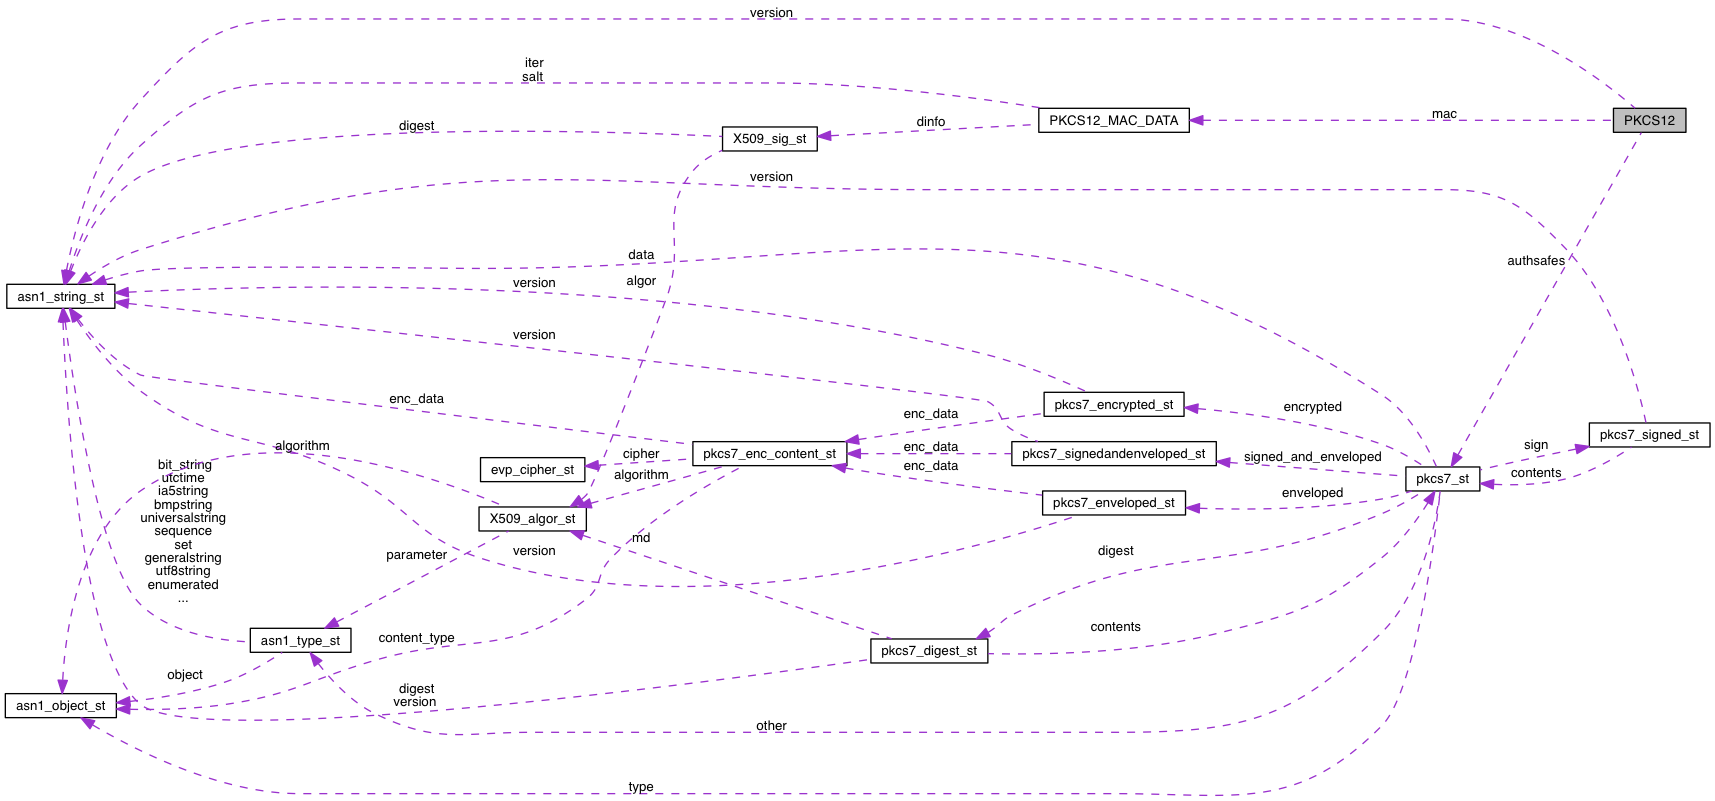 version
iter
salt
PKCS12_MAC_DATA
mac
PKCS12
digest
X509_sig_st
dinfo
version
data
authsafes
algor
version
asn1_string_st
version
enc_data
pkcs7_encrypted_st
encrypted
enc_data
algorithm
pkcs7_enc_content_st
enc_data
pkcs7_signedandenveloped_st
signed_and_enveloped
sign
pkcs7_signed_st
evp_cipher_st
cipher
algorithm
enc_data
pkcs7_st
contents
bit_string
utctime
ia5string
bmpstring
universalstring
sequence
set
generalstring
utf8string
enumerated
...
X509_algor_st
pkcs7_enveloped_st
enveloped
parameter
version
md
digest
asn1_type_st
content_type
pkcs7_digest_st
contents
object
asn1_object_st
digest
version
other
type